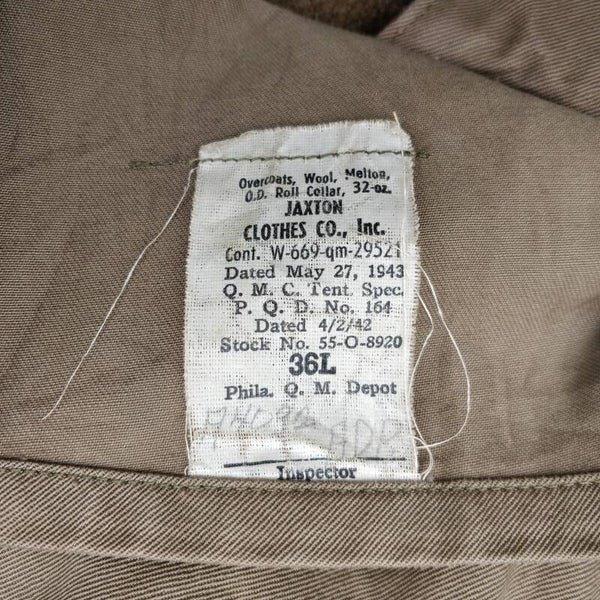 Overcoats, Wool, Melton,
O.D. Roll Collar, 32-oz.
JAXTON
CLOTHES CO., Inc.
Cont. W-669-qm-29521
Dated May 27, 1943
Q. M. C. Tent. Spec.
P. Q. D. No. 164
Dated 4/2/42
Stock No. 55-O-8920
36L
Phila. Q. M. Depot
Inspector